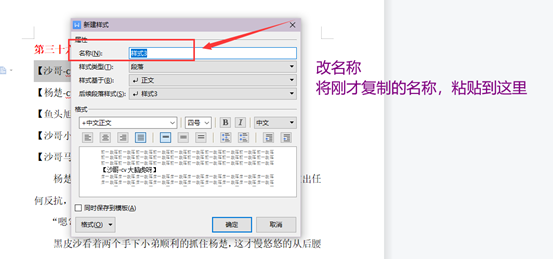 新建样式
第三十
属性
名称(N):
样式3
【沙哥-c
样式类型(T):
段落
【杨楚-c
样式基于(B):
正文
后续段落样式(S):
样式3
改名称
将刚才复制的名称，粘贴到这里
【鱼头旭
格式
+中文正文
四号
B
I
中文
【沙哥小
【沙哥马
【沙哥-cv大脑虎呀】
杨楚
出任
何反抗，
同时保存到模板(A)
“嗯?
格式(O)
确定
取消
黑皮沙看着两个手下小弟顺利的抓住杨楚，这才慢悠悠的从后腰